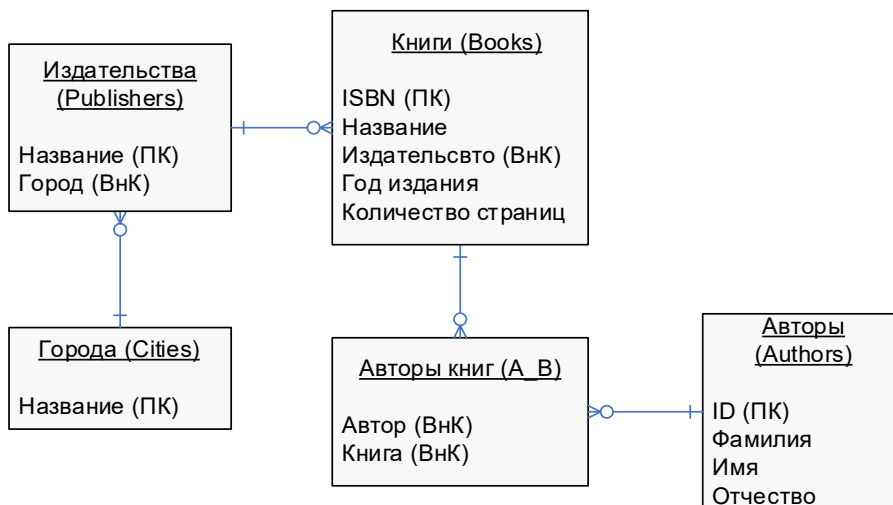 Издательства
(Publishers)
Название (ПК)
Город (ВнК)
Книги (Books)
ISBN (ПК)
Название
Издательсвто (ВнК)
Год издания
Количество страниц
Города (Cities)
Название (ПК)
Авторы книг (A_B)
Автор (ВнК)
Книга (ВнК)
Авторы
(Authors)
ID (ПК)
Фамилия
Имя
Отчество